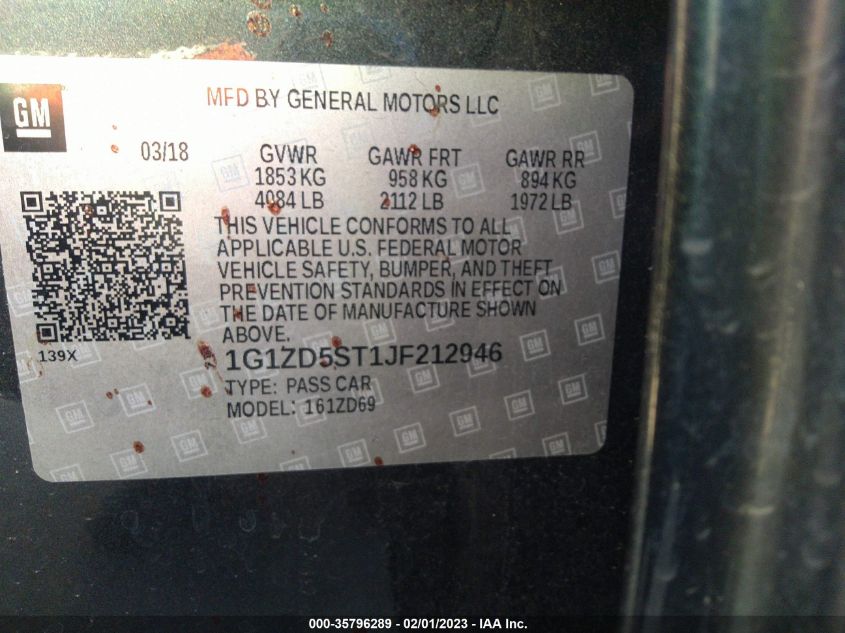 GM
MFD BY GENERAL MOTORS LLC
03/18 GVWR GAWR FRT GAWR RR
1853 KG 958 KG 894 KG
4084 LB 2112 LB 1972 LB
THIS VEHICLE CONFORMS TO ALL
APPLICABLE U.S. FEDERAL MOTOR
VEHICLE SAFETY, BUMPER, AND THEFT
PREVENTION STANDARDS IN EFFECT ON
THE DATE OF MANUFACTURE SHOWN
ABOVE.
139X
1G1ZD5ST1JF212946
TYPE: PASS CAR
MODEL: 161ZD69
000-35796289 - 02/01/2023 - IAA Inc.